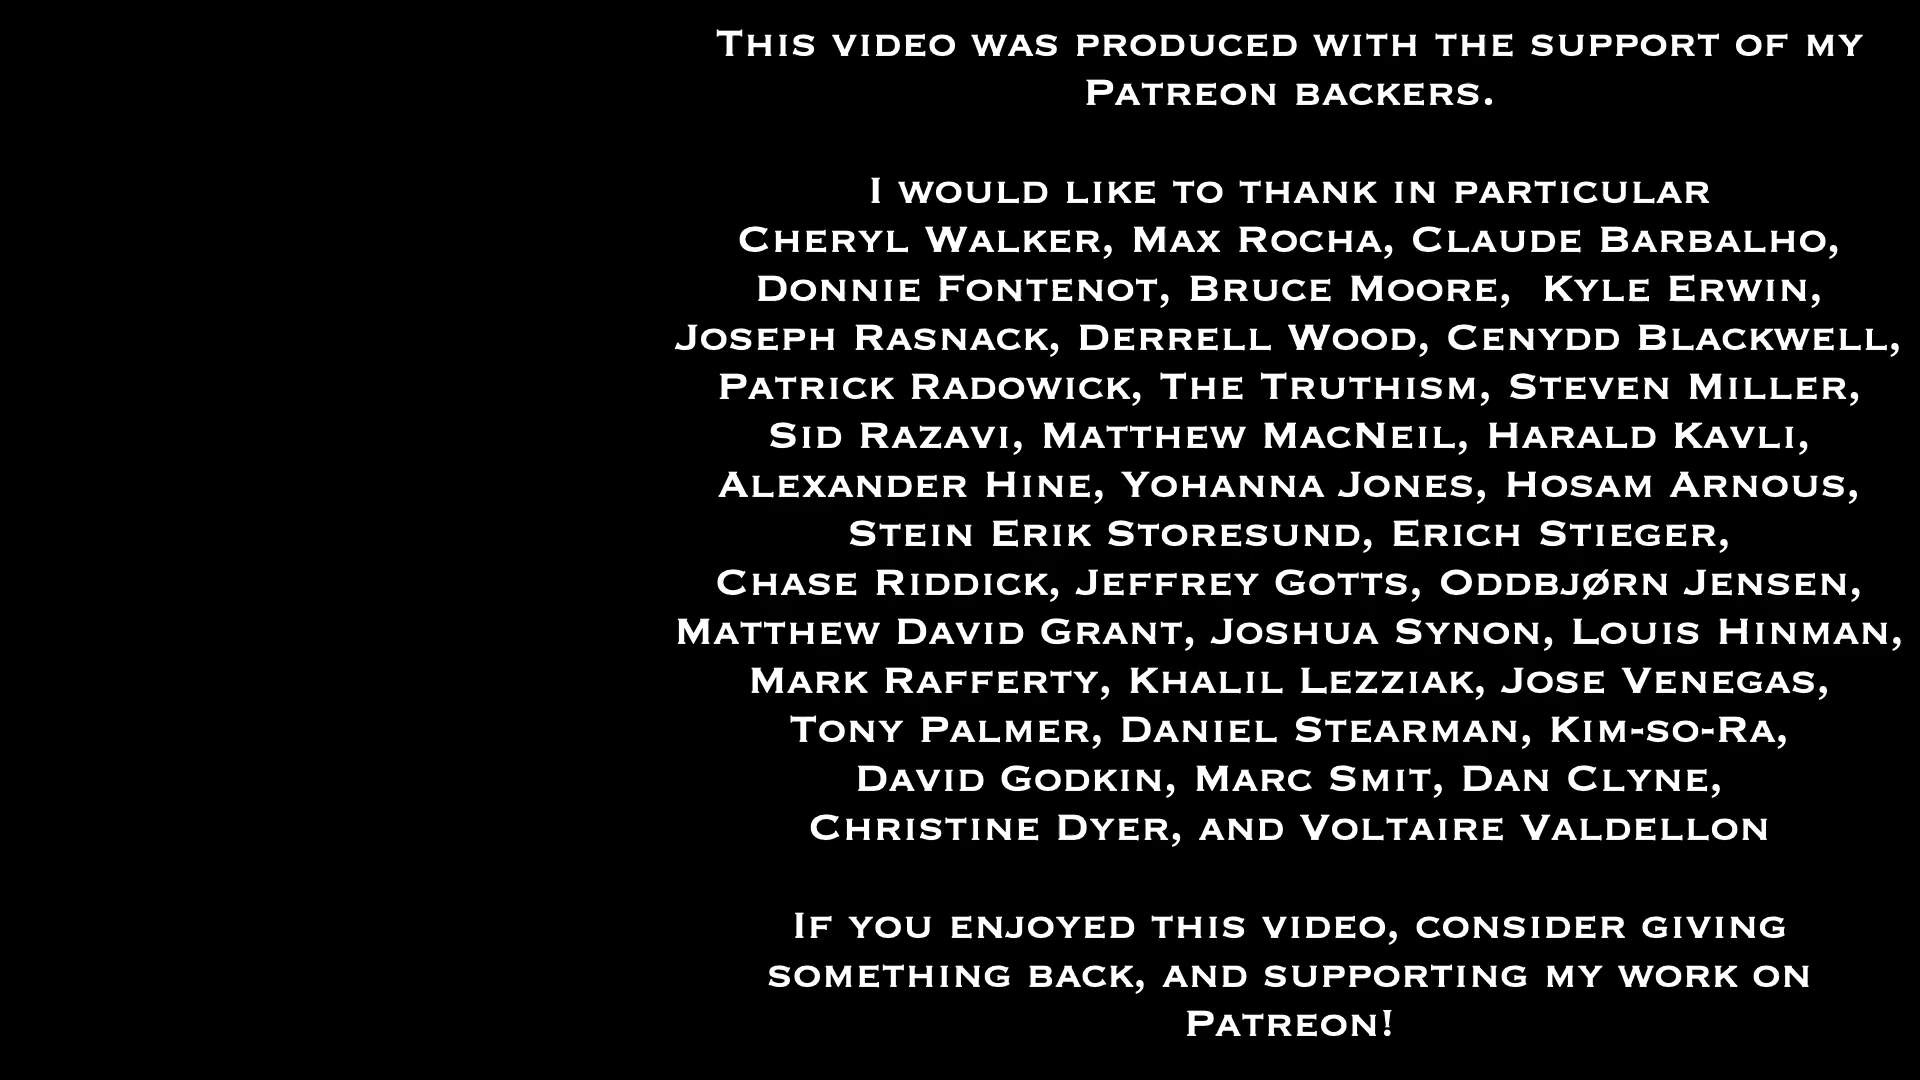 This video was produced with the support of my
Patreon backers.
I would like to thank in particular
Cheryl Walker, Max Rocha, Claude Barbalho,
Donnie Fontenot, Bruce Moore,  Kyle Erwin,
Joseph Rasnack, Derrell Wood, Cenydd Blackwell,
Patrick Radowick, The Truthism, Steven Miller,
Sid Razavi, Matthew MacNeil, Harald Kavli,
Alexander Hine, Yohanna Jones, Hosam Arnous,
Stein Erik Storesund, Erich Stieger,
Chase Riddick, Jeffrey Gotts, Oddbjørn Jensen,
Matthew David Grant, Joshua Synon, Louis Hinman,
Mark Rafferty, Khalil Lezziak, Jose Venegas,
Tony Palmer, Daniel Stearman, Kim-so-Ra,
David Godkin, Marc Smit, Dan Clyne,
Christine Dyer, and Voltaire Valdellon
If you enjoyed this video, consider giving
something back, and supporting my work on
Patreon!